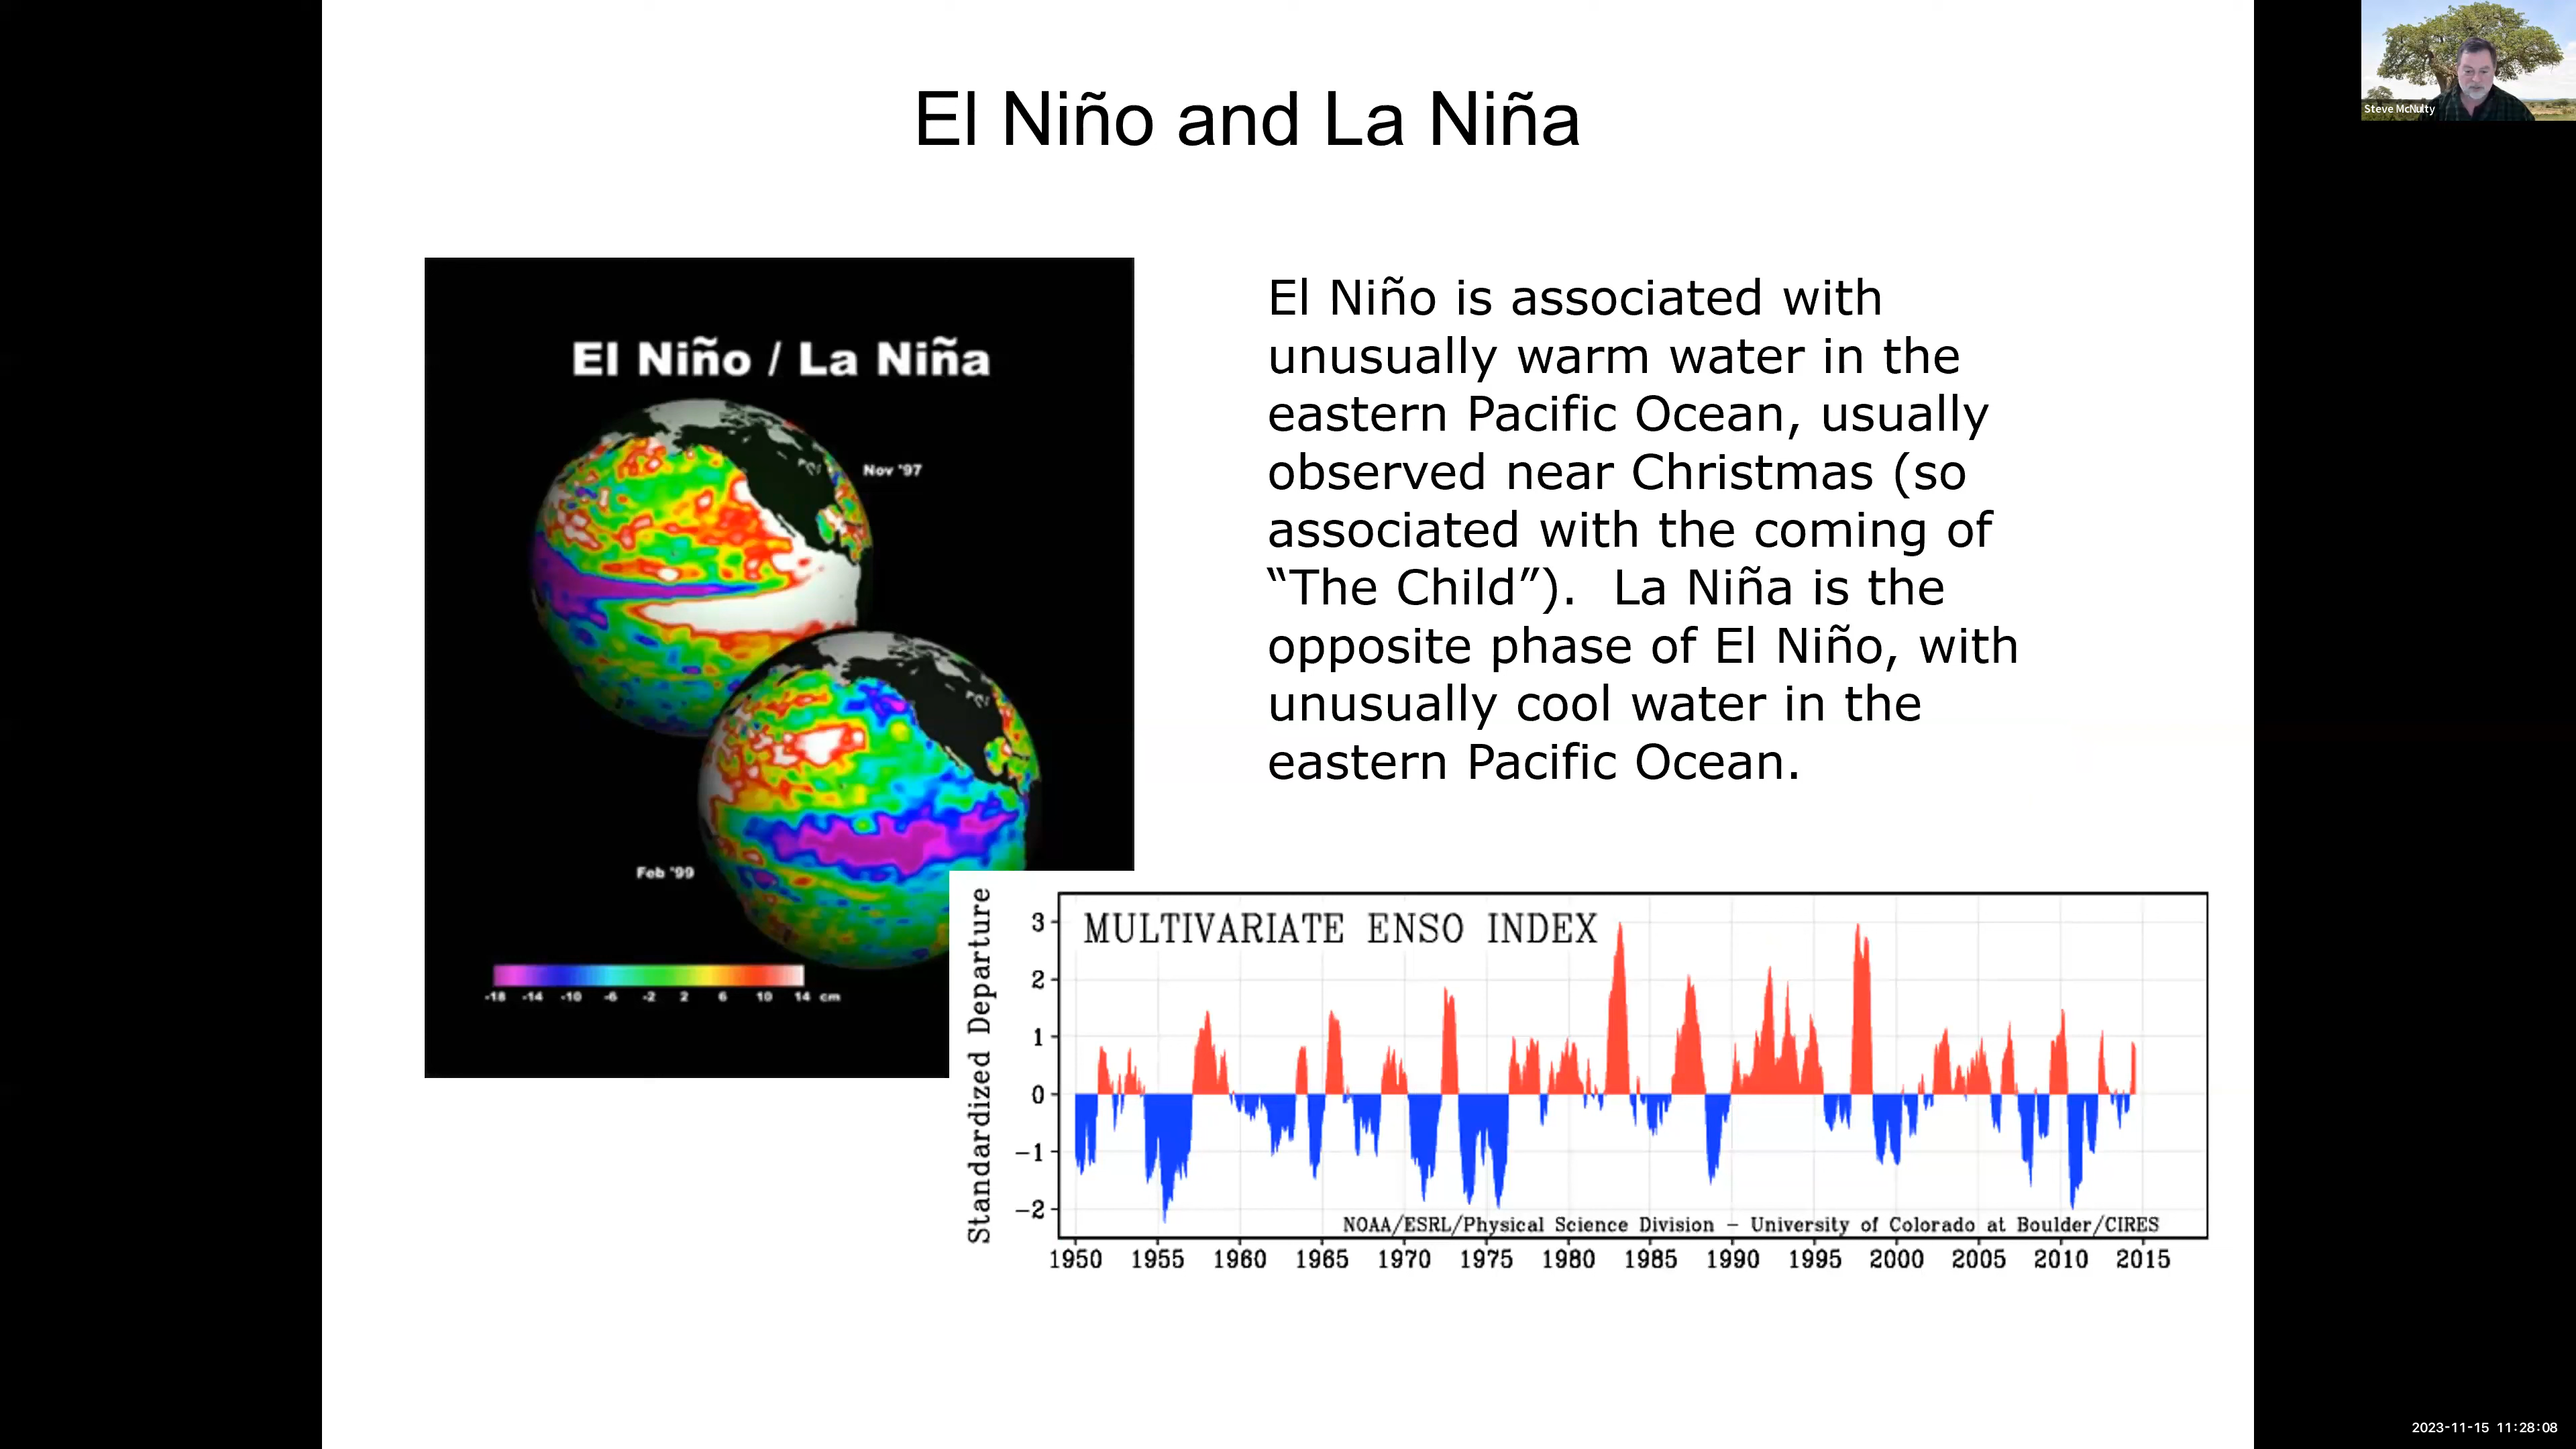 El Niño and La Niña
Steve McNulty
El Niño / La Niña
Nov '97
Feb '99
-18 -14 -10 -6 -2 2 6 10 14 cm
El Niño is associated with
unusually warm water in the
eastern Pacific Ocean, usually
observed near Christmas (so
associated with the coming of
“The Child”).  La Niña is the
opposite phase of El Niño, with
unusually cool water in the
eastern Pacific Ocean.
MULTIVARIATE ENSO INDEX
Standardized Departure
3
2
1
0
−1
−2
NOAA/ESRL/Physical Science Division − University of Colorado at Boulder/CIRES
1950 1955 1960 1965 1970 1975 1980 1985 1990 1995 2000 2005 2010 2015
2023-11-15 11:28:08